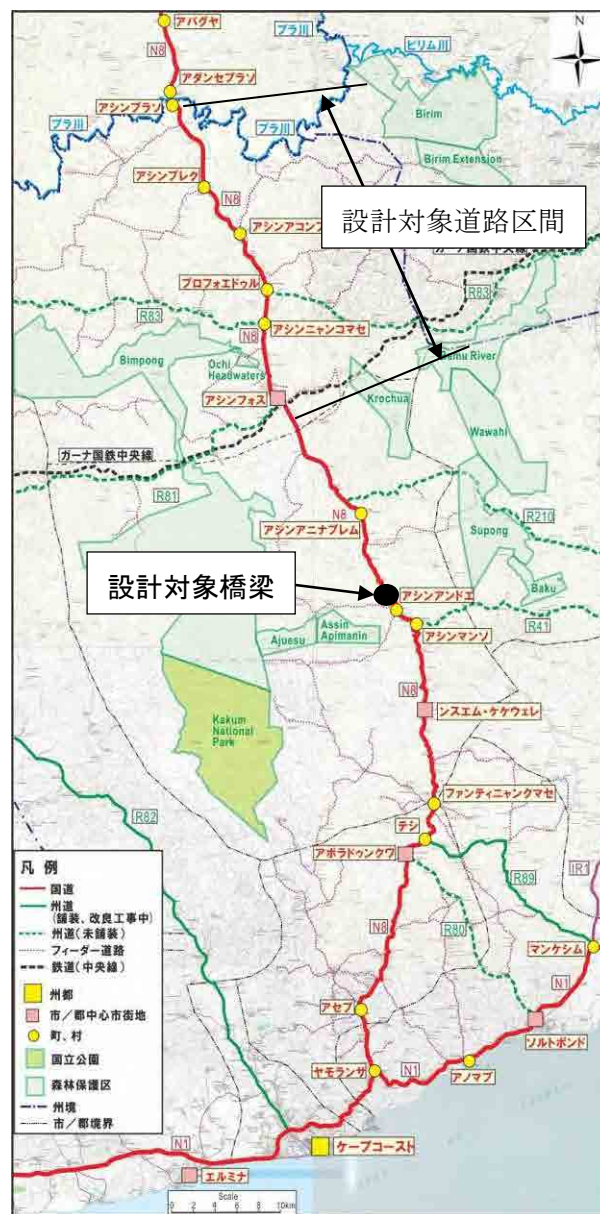 N
アバグヤ
N8
ビリム川
プラ川
アダンセプラソ
アシンプラソ
プラ川
プラ川
Birim
Birim Extension
アシンブレク
N8
設計対象道路区間
アシンアコンフ
ガーナ国鉄中央線
プロフォエドゥル
R83
R83
アシンニャンコマセ
N8
Bimpong
Ochi
Headwaters
Bemu River
Krochua
アシンフォス
Wawahi
ガーナ国鉄中央線
R81
N8
アシンアニナブレム
R210
Supong
設計対象橋梁
アシンアンドエ
Baku
Ajuesu
Assin
Apimanin
アシンマンソ
R41
Kakum
National
Park
N8
ンスエム・ケケウェレ
R82
ファンティニャンクマセ
テシ
アボラドゥンクワ
R89
IR1
凡例
国道
州道
(舗装、改良工事中)
州道(未舗装)
フィーダー道路
鉄道(中央線)
州都
市/郡中心市街地
町、村
国立公園
森林保護区
州境
市/郡境界
N8
R80
マンケシム
N1
アセブ
ソルトポンド
ヤモランサ
N1
アノマブ
N1
ケープコースト
エルミナ
Scale
0 2 4 6 8 10km